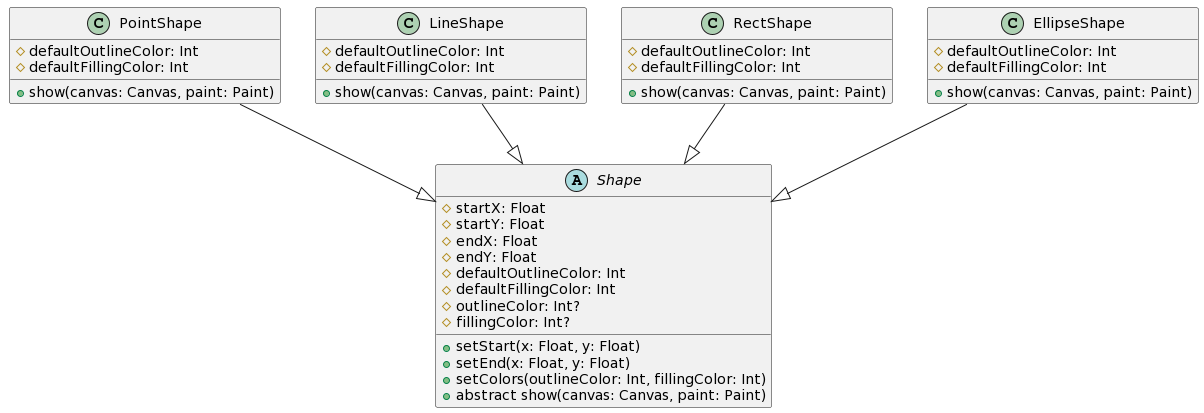 C PointShape
defaultOutlineColor: Int
defaultFillingColor: Int
show(canvas: Canvas, paint: Paint)
C LineShape
defaultOutlineColor: Int
defaultFillingColor: Int
show(canvas: Canvas, paint: Paint)
C RectShape
defaultOutlineColor: Int
defaultFillingColor: Int
show(canvas: Canvas, paint: Paint)
C EllipseShape
defaultOutlineColor: Int
defaultFillingColor: Int
show(canvas: Canvas, paint: Paint)
A Shape
startX: Float
startY: Float
endX: Float
endY: Float
defaultOutlineColor: Int
defaultFillingColor: Int
outlineColor: Int?
fillingColor: Int?
setStart(x: Float, y: Float)
setEnd(x: Float, y: Float)
setColors(outlineColor: Int, fillingColor: Int)
abstract show(canvas: Canvas, paint: Paint)